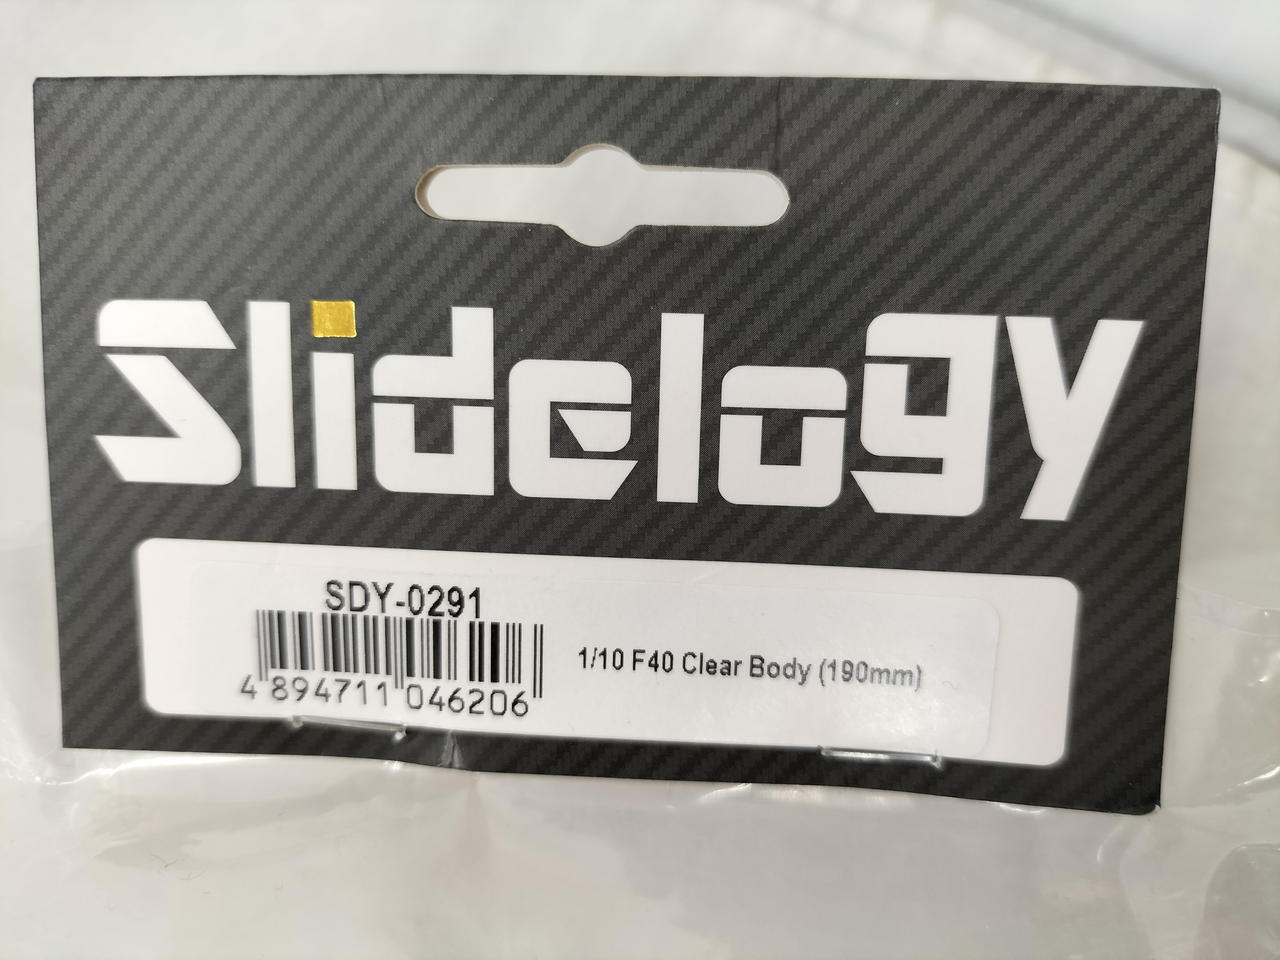 Slidelogy
SDY-0291
1/10 F40 Clear Body (190mm)
4 894711 046206